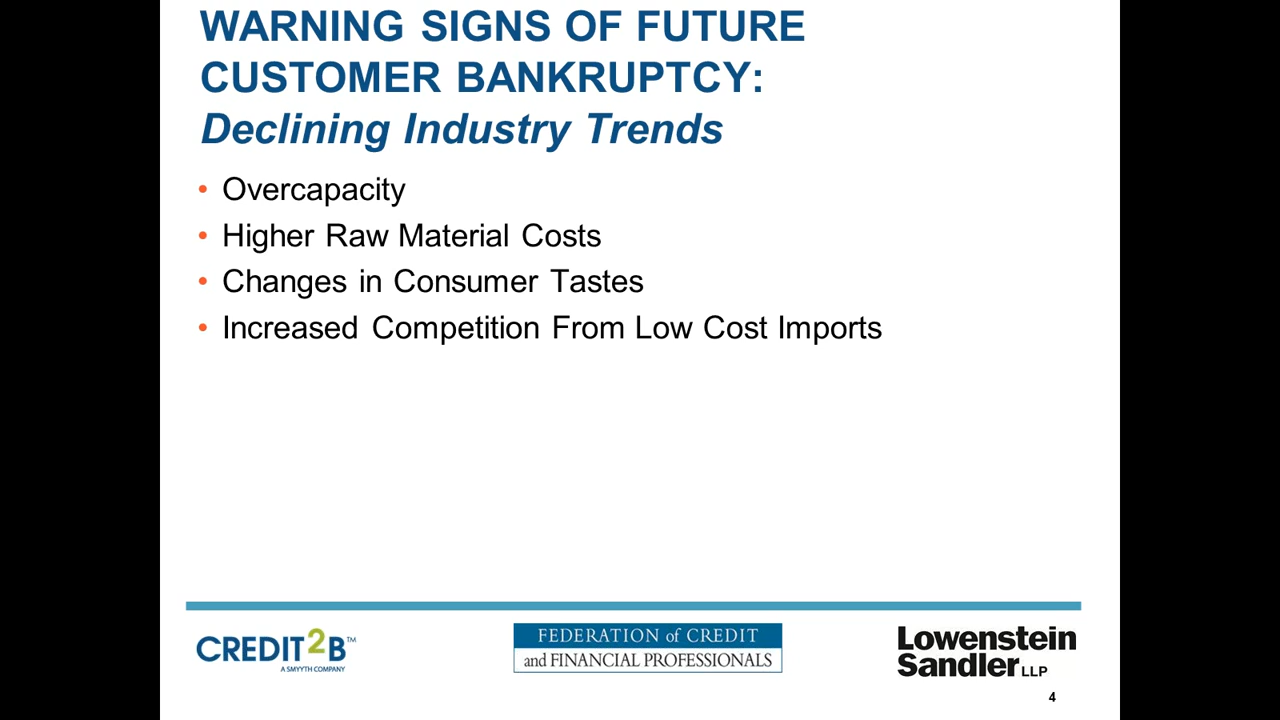 WARNING SIGNS OF FUTURE
CUSTOMER BANKRUPTCY:
Declining Industry Trends
• Overcapacity
• Higher Raw Material Costs
• Changes in Consumer Tastes
• Increased Competition From Low Cost Imports
CREDIT2B™
A SMYYTH COMPANY
FEDERATION of CREDIT
and FINANCIAL PROFESSIONALS
Lowenstein
Sandler LLP
4